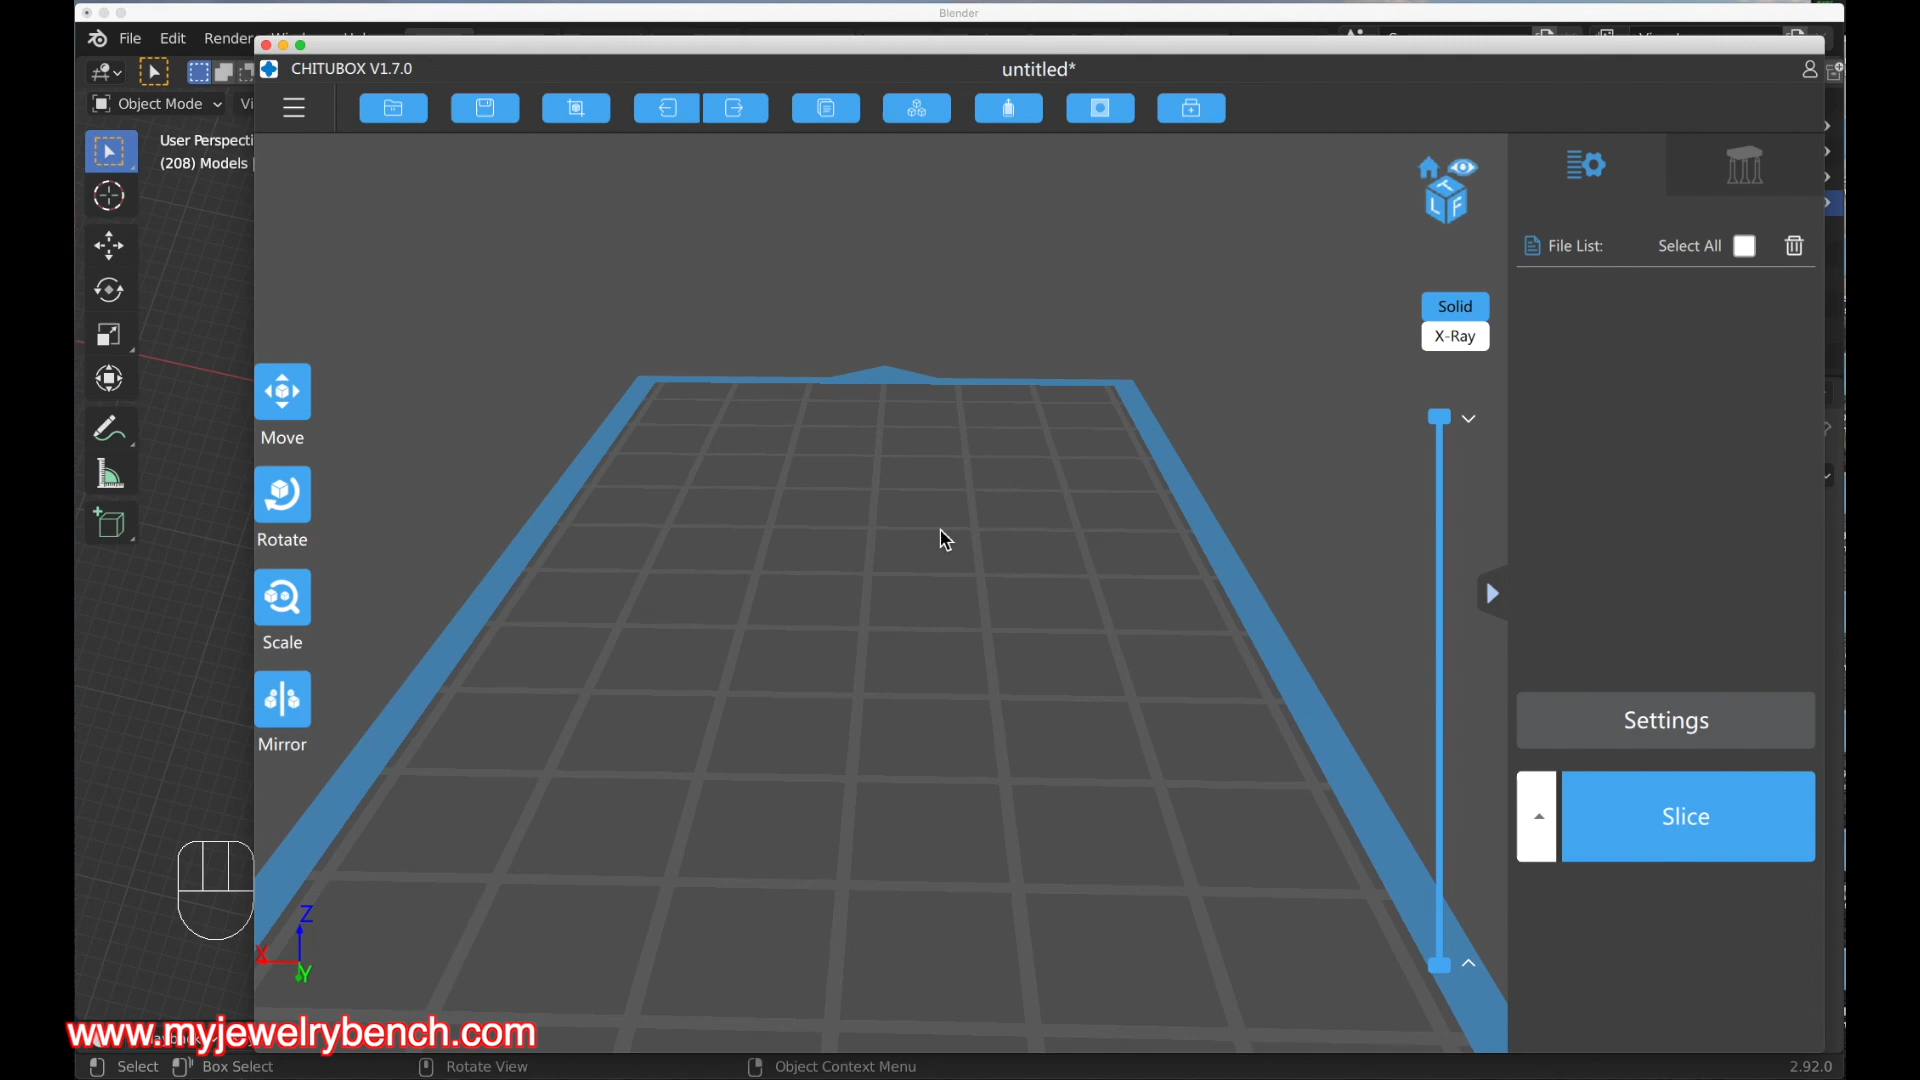 Blender
File Edit Render
CHITUBOX V1.7.0
untitled*
Object Mode Vi
User Perspecti
(208) Models
L F T
File List: Select All
Solid
X-Ray
Move
Rotate
Scale
Mirror
Settings
Slice
Z
X
Y
www.myjewelrybench.com
Select Box Select Rotate View Object Context Menu 2.92.0